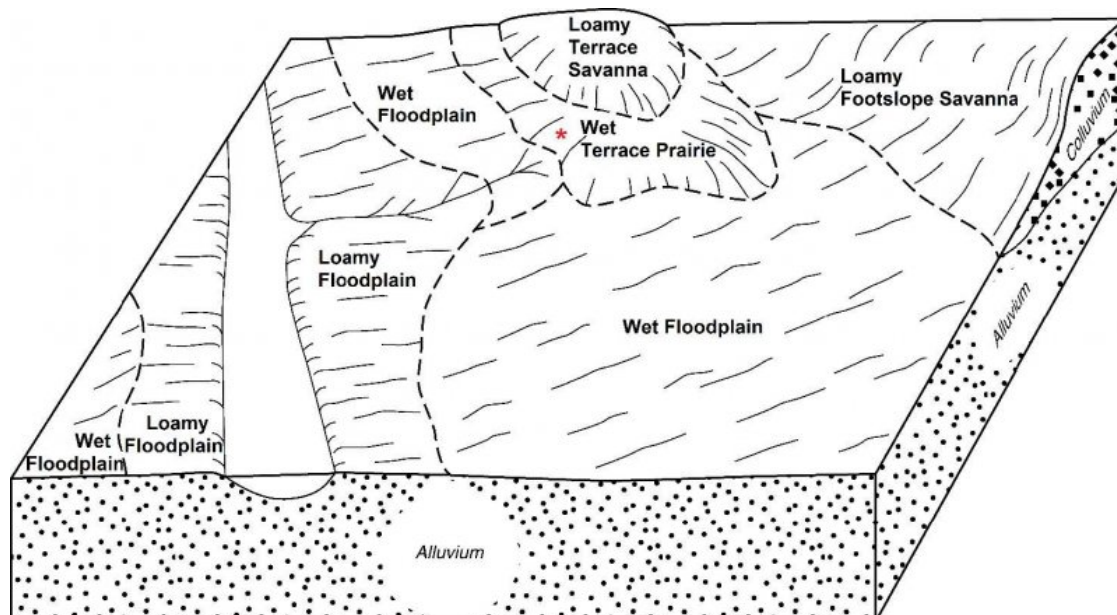 Loamy
Terrace
Savanna
Wet
Floodplain
Loamy
Footslope Savanna
*
Wet
Terrace Prairie
Colluvium
Loamy
Floodplain
Wet Floodplain
Alluvium
Loamy
Floodplain
Wet
Floodplain
Alluvium